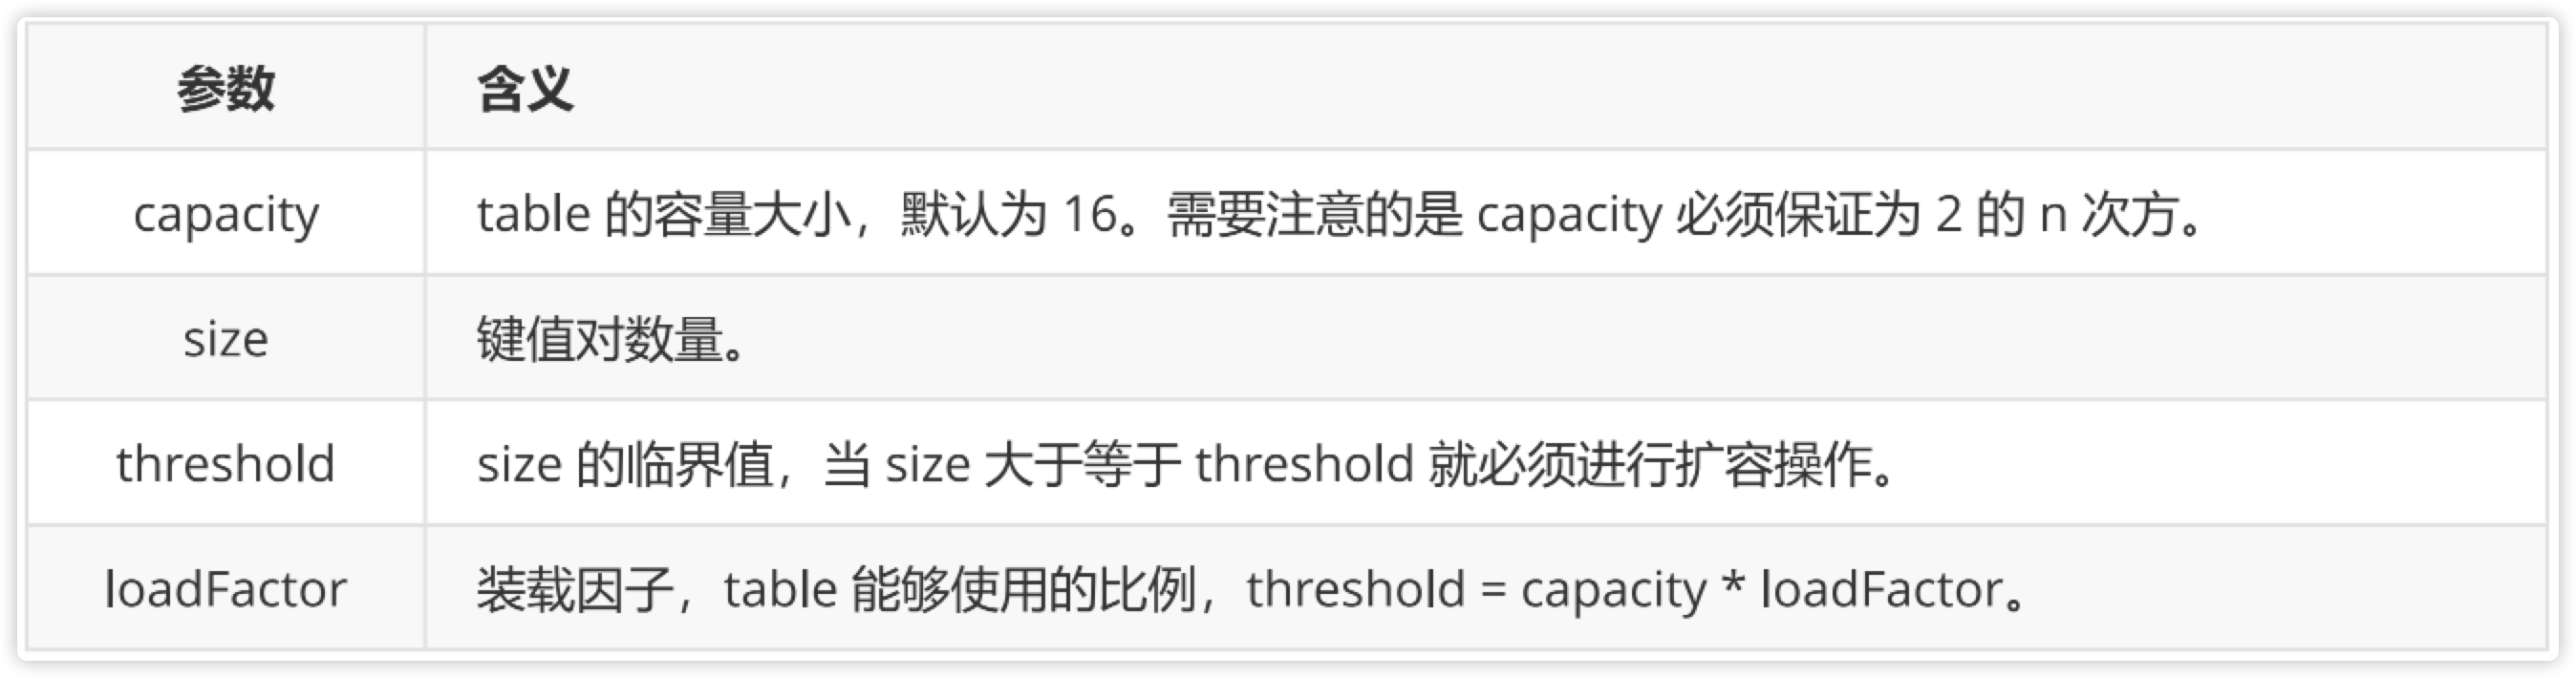 参数 含义
capacity table 的容量大小，默认为 16。需要注意的是 capacity 必须保证为 2 的 n 次方。
size 键值对数量。
threshold size 的临界值，当 size 大于等于 threshold 就必须进行扩容操作。
loadFactor 装载因子，table 能够使用的比例，threshold = capacity * loadFactor。